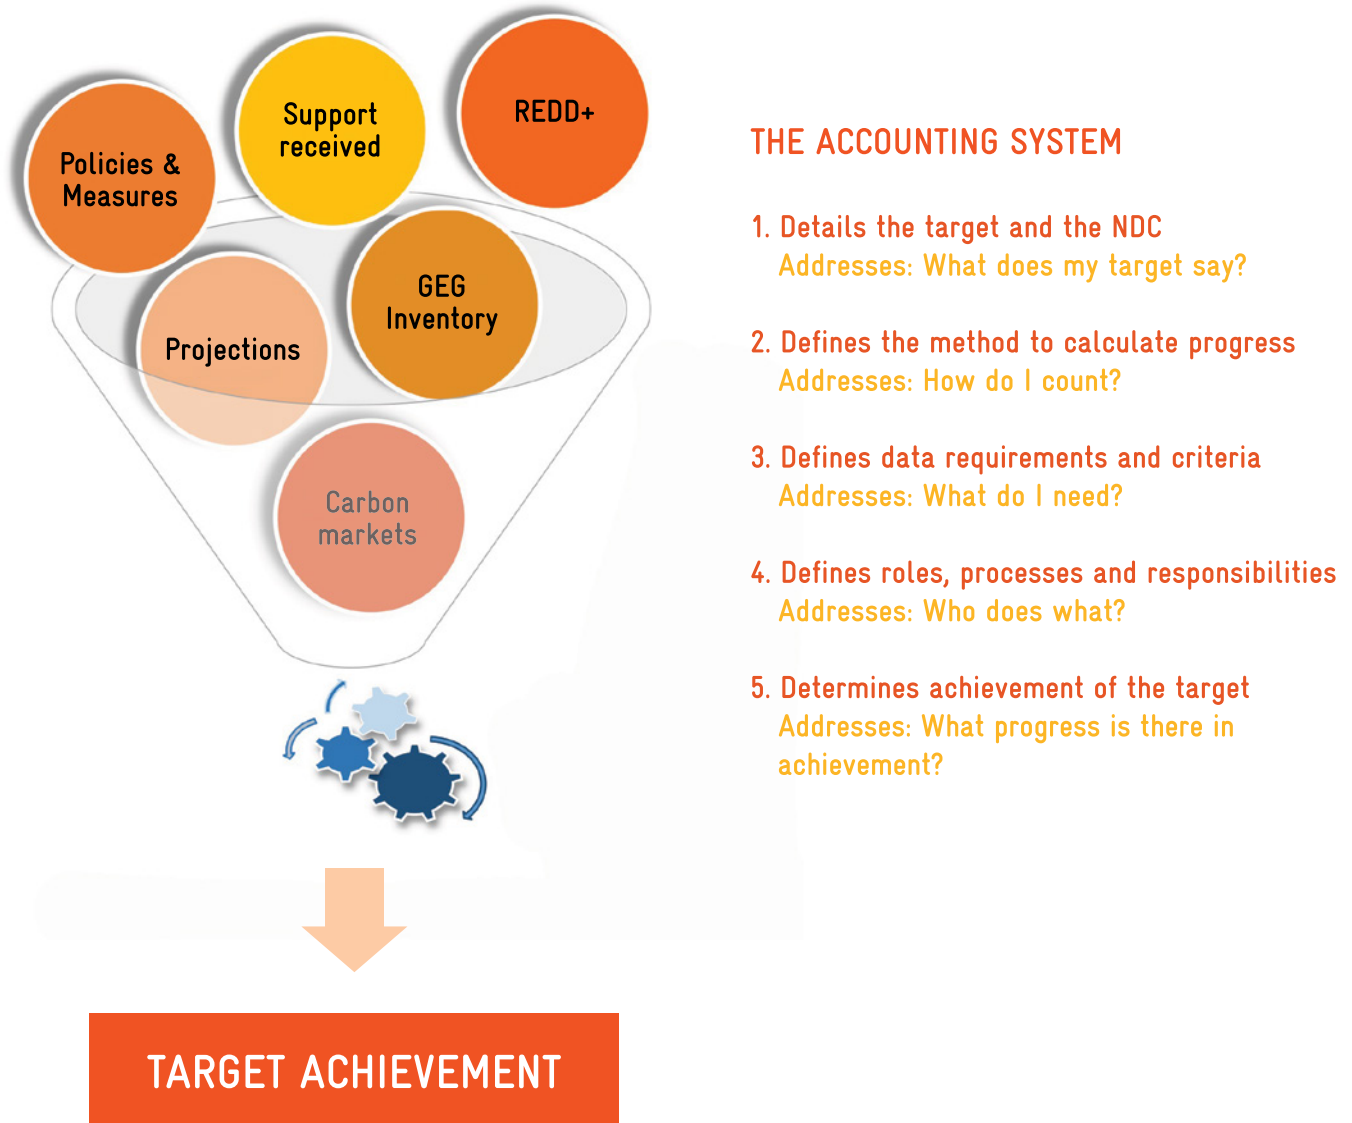 Policies &
Measures
Support
received
REDD+
Projections
GEG
Inventory
Carbon
markets
TARGET ACHIEVEMENT
THE ACCOUNTING SYSTEM
1. Details the target and the NDC
Addresses: What does my target say?
2. Defines the method to calculate progress
Addresses: How do I count?
3. Defines data requirements and criteria
Addresses: What do I need?
4. Defines roles, processes and responsibilities
Addresses: Who does what?
5. Determines achievement of the target
Addresses: What progress is there in
achievement?